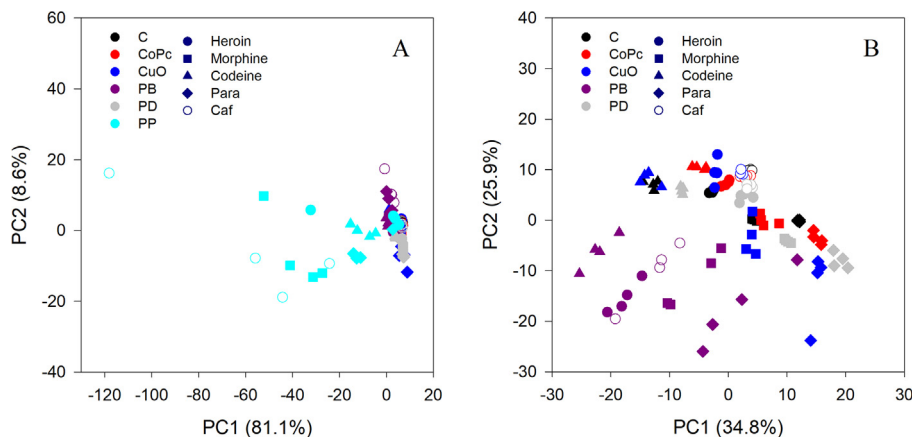 A
C
CoPc
CuO
PB
PD
PP
Heroin
Morphine
Codeine
Para
Caf
PC2 (8.6%)
60
40
20
0
-20
-40
-120 -100 -80 -60 -40 -20 0 20
PC1 (81.1%)
B
C
CoPc
CuO
PB
PD
Heroin
Morphine
Codeine
Para
Caf
PC2 (25.9%)
40
30
20
10
0
-10
-20
-30
-30 -20 -10 0 10 20 30
PC1 (34.8%)